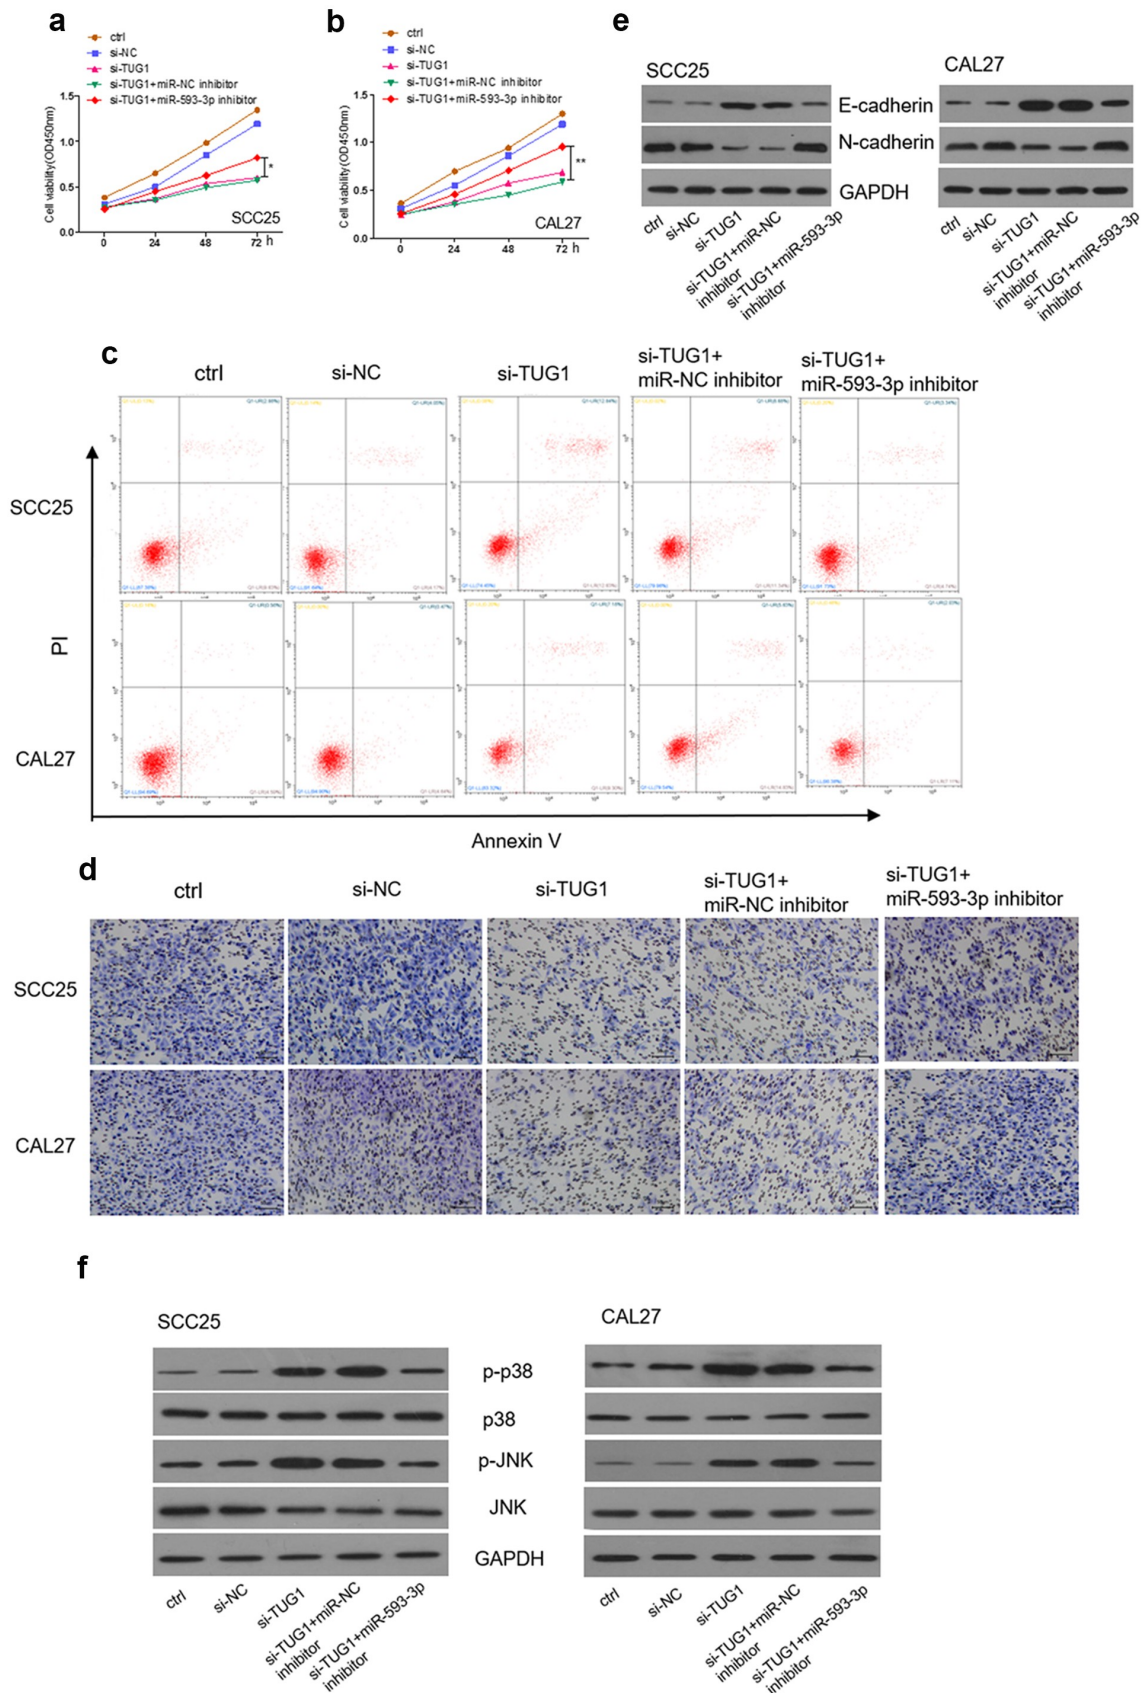 a
ctrl
si-NC
si-TUG1
si-TUG1+miR-NC inhibitor
si-TUG1+miR-593-3p inhibitor
Cell viability(OD450nm)
1.5
1.0
0.5
0.0
0
24
48
72 h
*
SCC25
b
ctrl
si-NC
si-TUG1
si-TUG1+miR-NC inhibitor
si-TUG1+miR-593-3p inhibitor
Cell viability(OD450nm)
1.5
1.0
0.5
0.0
0
24
48
72 h
**
CAL27
e
SCC25
CAL27
E-cadherin
N-cadherin
GAPDH
ctrl
si-NC
si-TUG1
si-TUG1+miR-NC
inhibitor
si-TUG1+miR-593-3p
inhibitor
ctrl
si-NC
si-TUG1
si-TUG1+miR-NC
inhibitor
si-TUG1+miR-593-3p
inhibitor
c
ctrl
si-NC
si-TUG1
si-TUG1+
miR-NC inhibitor
si-TUG1+
miR-593-3p inhibitor
SCC25
CAL27
PI
Annexin V
d
ctrl
si-NC
si-TUG1
si-TUG1+
miR-NC inhibitor
si-TUG1+
miR-593-3p inhibitor
SCC25
CAL27
f
SCC25
CAL27
p-p38
p38
p-JNK
JNK
GAPDH
ctrl
si-NC
si-TUG1
si-TUG1+miR-NC
inhibitor
si-TUG1+miR-593-3p
inhibitor
ctrl
si-NC
si-TUG1
si-TUG1+miR-NC
inhibitor
si-TUG1+miR-593-3p
inhibitor